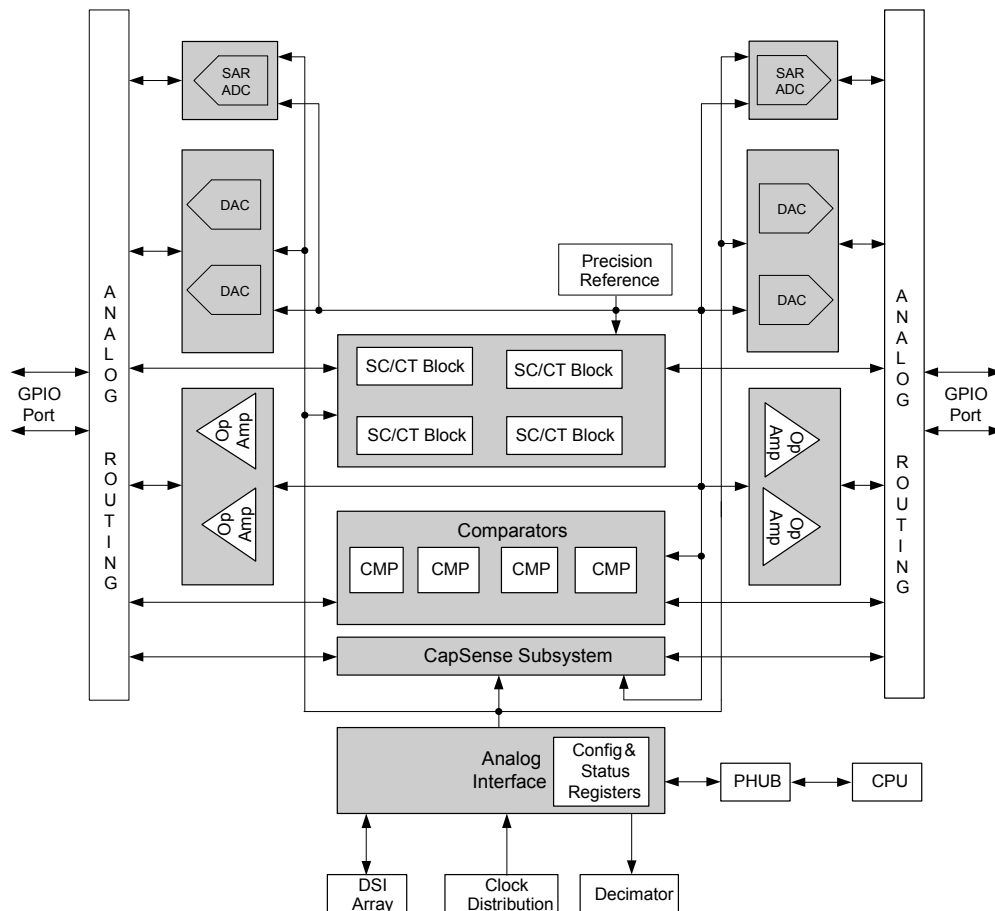 SAR
ADC
SAR
ADC
DAC
DAC
DAC
DAC
Precision
Reference
A
N
A
L
O
G
R
O
U
T
I
N
G
A
N
A
L
O
G
R
O
U
T
I
N
G
GPIO
Port
GPIO
Port
SC/CT Block
SC/CT Block
SC/CT Block
SC/CT Block
Op
Amp
Op
Amp
Op
Amp
Op
Amp
Comparators
CMP
CMP
CMP
CMP
CapSense Subsystem
Analog
Interface
Config &
Status
Registers
PHUB
CPU
DSI
Array
Clock
Distribution
Decimator